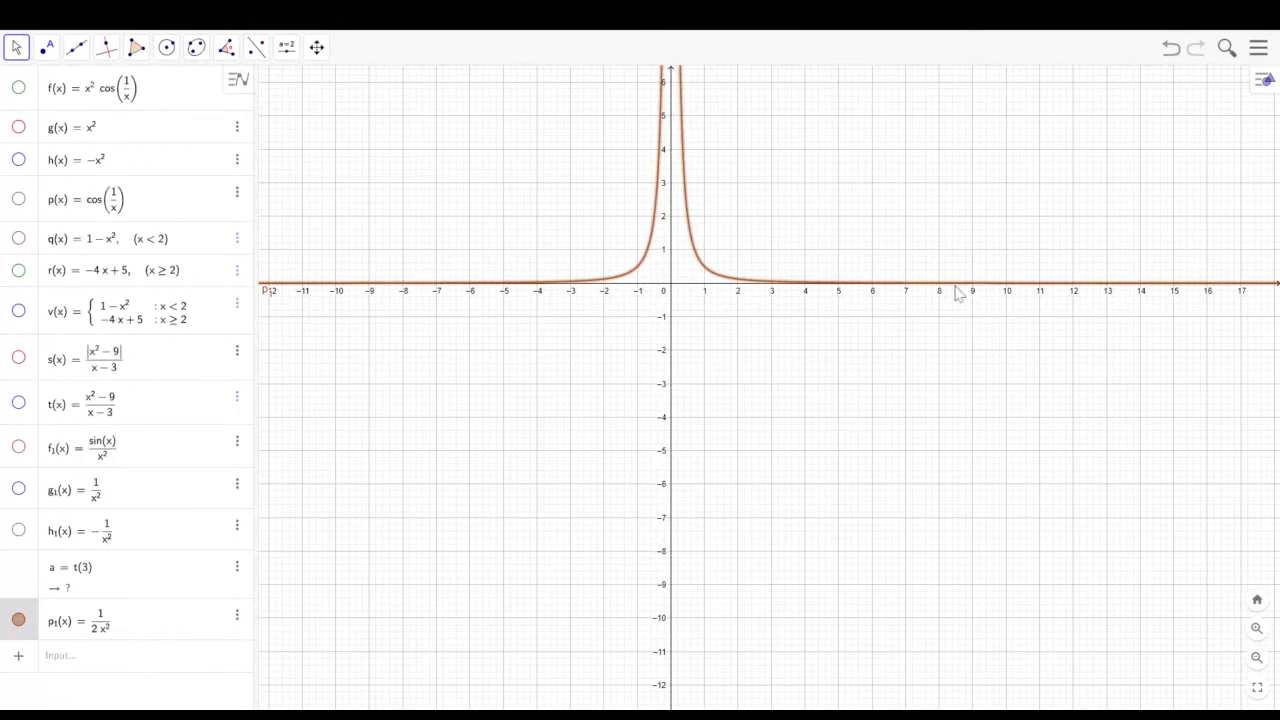 a=2
f(x) = x² cos(1/x)
g(x) = x²
h(x) = −x²
p(x) = cos(1/x)
q(x) = 1 − x², (x < 2)
r(x) = −4 x + 5, (x ≥ 2)
v(x) = { 1 − x² : x < 2
−4 x + 5 : x ≥ 2
s(x) = |x² − 9| / x − 3
t(x) = x² − 9 / x − 3
f₁(x) = sin(x) / x²
g₁(x) = 1 / x²
h₁(x) = − 1 / x²
a = t(3)
→ ?
p₁(x) = 1 / 2 x²
+ Input...
6
5
4
3
2
1
p₁
−12 −11 −10 −9 −8 −7 −6 −5 −4 −3 −2 −1 0 1 2 3 4 5 6 7 8 9 10 11 12 13 14 15 16 17
−1
−2
−3
−4
−5
−6
−7
−8
−9
−10
−11
−12